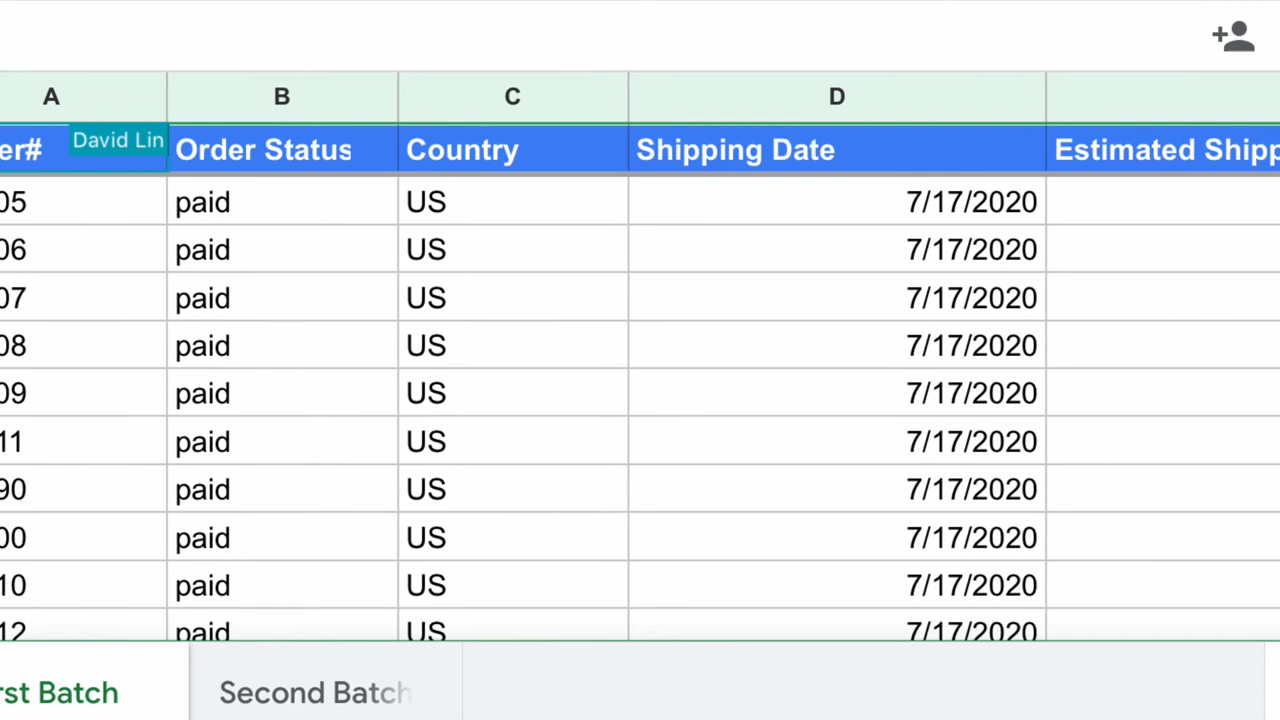 A B C D
er# David Lin Order Status Country Shipping Date Estimated Shipp
05 paid US 7/17/2020
06 paid US 7/17/2020
07 paid US 7/17/2020
08 paid US 7/17/2020
09 paid US 7/17/2020
11 paid US 7/17/2020
90 paid US 7/17/2020
00 paid US 7/17/2020
10 paid US 7/17/2020
12 paid US 7/17/2020
rst Batch Second Batch